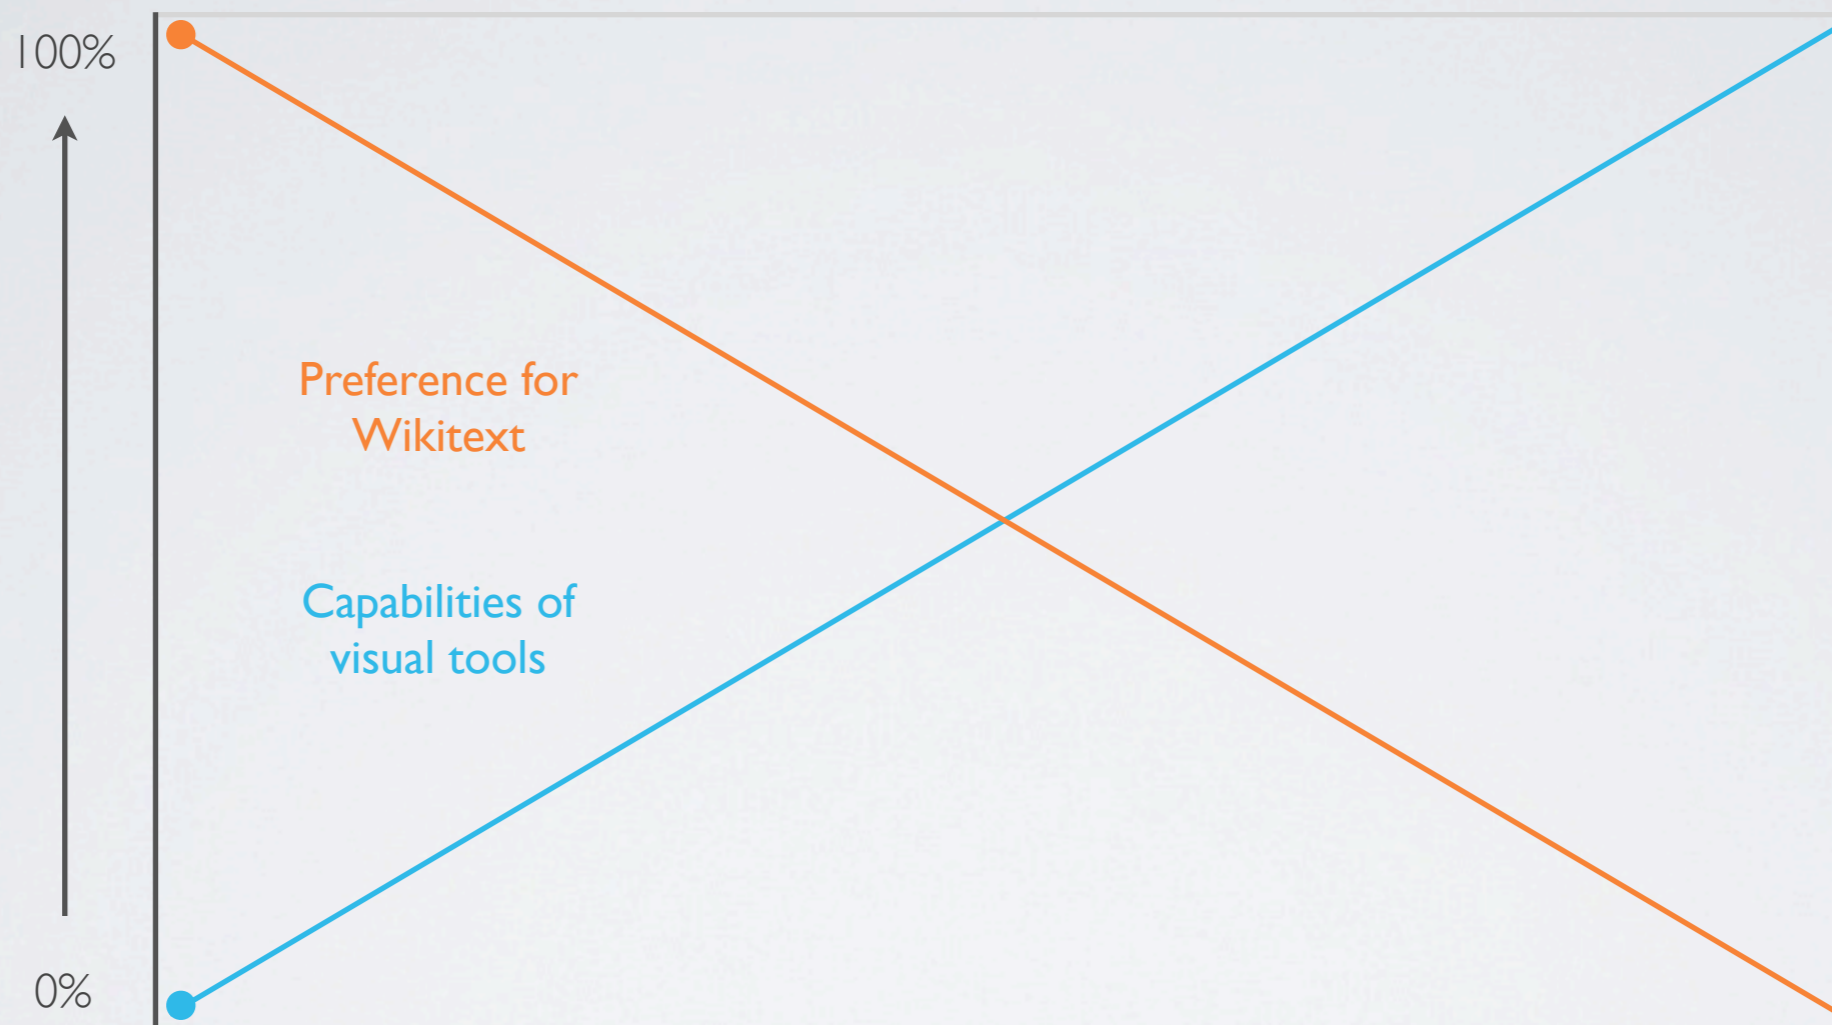 100%
Preference for
Wikitext
Capabilities of
visual tools
0%